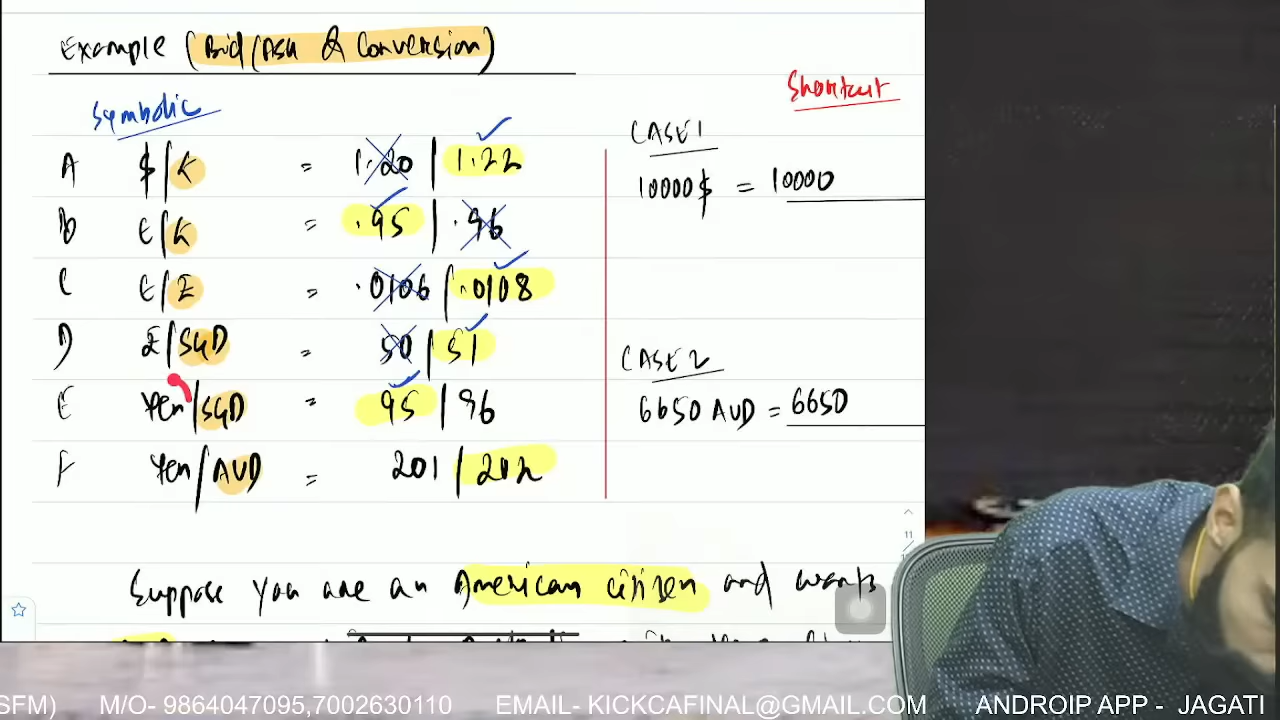 Example (Bid/Ask & Conversion)
Symbolic
Shortcut
A $/K = 1.20 | 1.22
B £/K = .95 | .96
C £/E = .0106 | .0108
D E/SGD = 50 | 51
E Yen/SGD = 95 | 96
F Yen/AUD = 201 | 202
CASE 1
10000$ = 10000
CASE 2
6650 AUD = 6650
11
Suppose you are an American citizen and wants
SFM) M/O- 9864047095,7002630110 EMAIL- KICKCAFINAL@GMAIL.COM ANDROIP APP - JAGATI